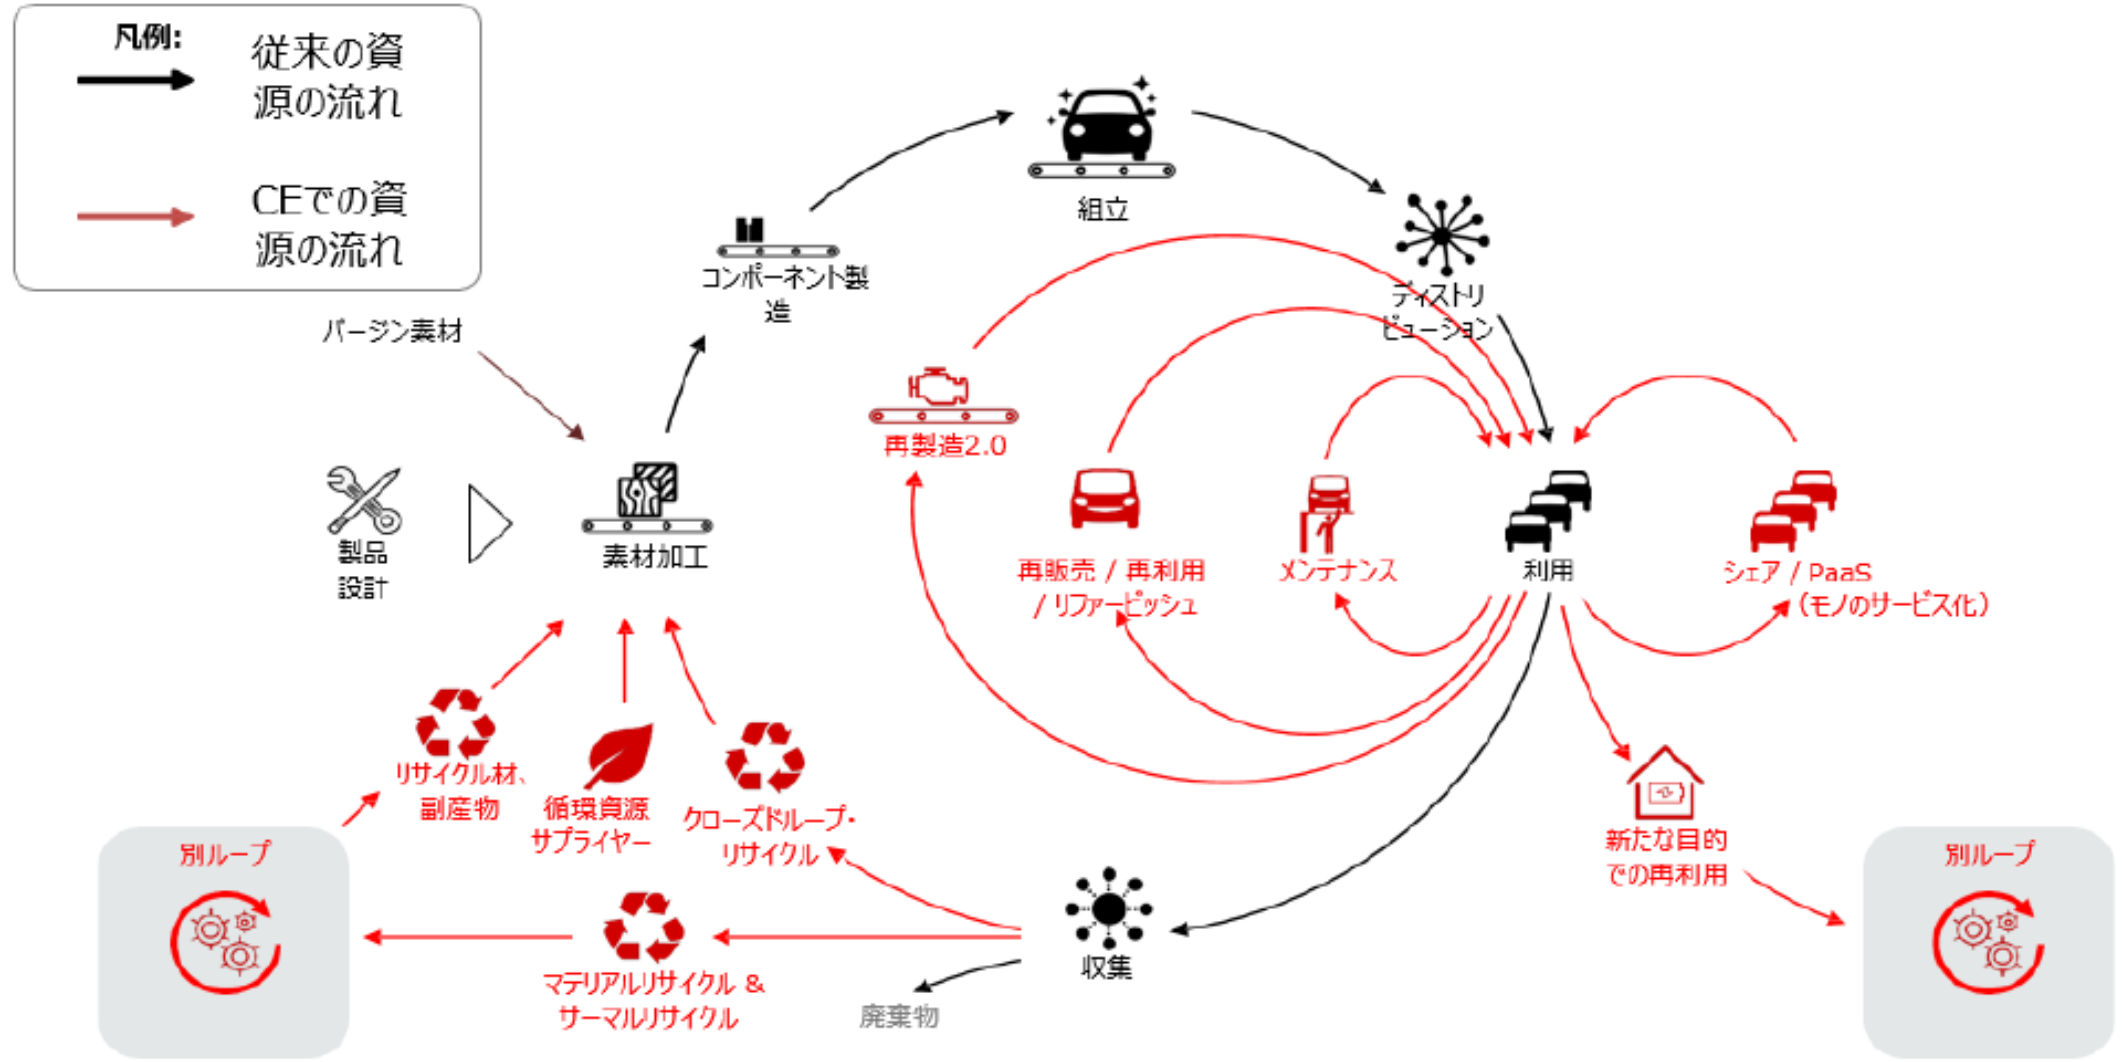 凡例:
従来の資
源の流れ
CEでの資
源の流れ
組立
コンポーネント製
造
ディストリ
ビューション
バージン素材
再製造2.0
製品
設計
素材加工
再販売 / 再利用
/ リファービッシュ
メンテナンス
利用
シェア / PaaS
（モノのサービス化）
リサイクル材、
副産物
循環資源
サプライヤー
クローズドループ・
リサイクル
新たな目的
での再利用
別ループ
別ループ
収集
マテリアルリサイクル &
サーマルリサイクル
廃棄物